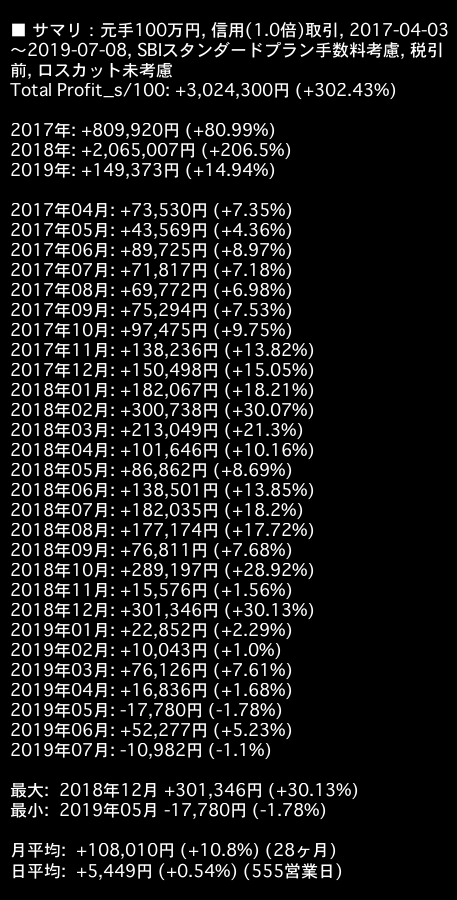 ■ サマリ：元手100万円, 信用(1.0倍)取引, 2017-04-03
～2019-07-08, SBIスタンダードプラン手数料考慮, 税引
前, ロスカット未考慮
Total Profit_s/100: +3,024,300円 (+302.43%)
2017年: +809,920円 (+80.99%)
2018年: +2,065,007円 (+206.5%)
2019年: +149,373円 (+14.94%)
2017年04月: +73,530円 (+7.35%)
2017年05月: +43,569円 (+4.36%)
2017年06月: +89,725円 (+8.97%)
2017年07月: +71,817円 (+7.18%)
2017年08月: +69,772円 (+6.98%)
2017年09月: +75,294円 (+7.53%)
2017年10月: +97,475円 (+9.75%)
2017年11月: +138,236円 (+13.82%)
2017年12月: +150,498円 (+15.05%)
2018年01月: +182,067円 (+18.21%)
2018年02月: +300,738円 (+30.07%)
2018年03月: +213,049円 (+21.3%)
2018年04月: +101,646円 (+10.16%)
2018年05月: +86,862円 (+8.69%)
2018年06月: +138,501円 (+13.85%)
2018年07月: +182,035円 (+18.2%)
2018年08月: +177,174円 (+17.72%)
2018年09月: +76,811円 (+7.68%)
2018年10月: +289,197円 (+28.92%)
2018年11月: +15,576円 (+1.56%)
2018年12月: +301,346円 (+30.13%)
2019年01月: +22,852円 (+2.29%)
2019年02月: +10,043円 (+1.0%)
2019年03月: +76,126円 (+7.61%)
2019年04月: +16,836円 (+1.68%)
2019年05月: -17,780円 (-1.78%)
2019年06月: +52,277円 (+5.23%)
2019年07月: -10,982円 (-1.1%)
最大: 2018年12月 +301,346円 (+30.13%)
最小: 2019年05月 -17,780円 (-1.78%)
月平均: +108,010円 (+10.8%) (28ヶ月)
日平均: +5,449円 (+0.54%) (555営業日)